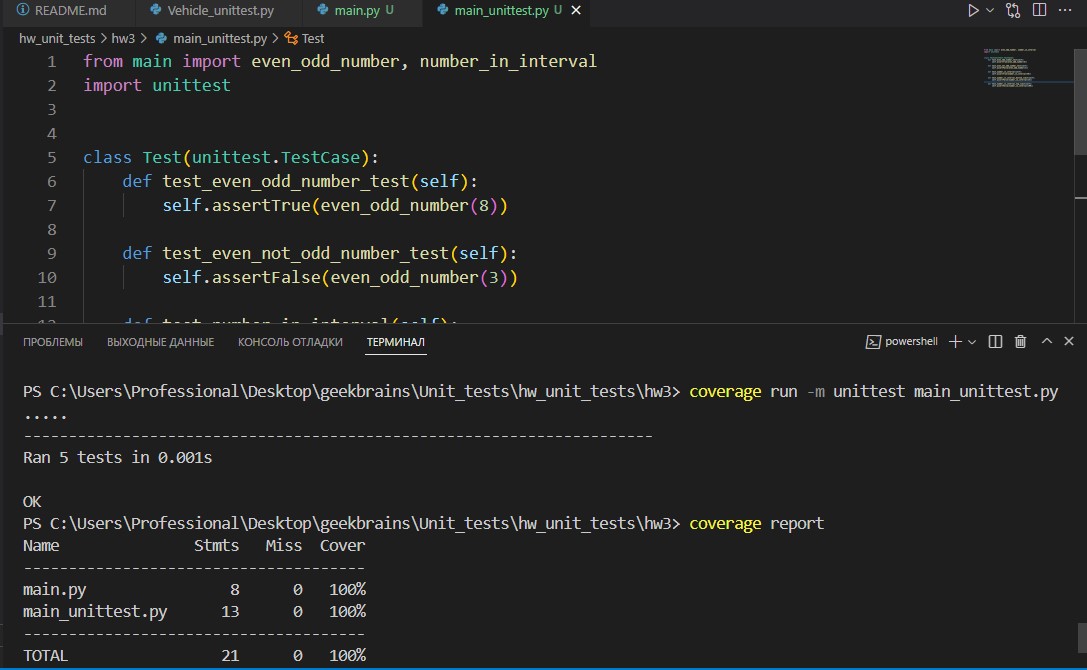 README.md Vehicle_unittest.py main.py U main_unittest.py U
hw_unit_tests > hw3 > main_unittest.py > Test
1 from main import even_odd_number, number_in_interval
2 import unittest
3
4
5 class Test(unittest.TestCase):
6 def test_even_odd_number_test(self):
7 self.assertTrue(even_odd_number(8))
8
9 def test_even_not_odd_number_test(self):
10 self.assertFalse(even_odd_number(3))
11
12 def test_number_in_interval(self):
ПРОБЛЕМЫ ВЫХОДНЫЕ ДАННЫЕ КОНСОЛЬ ОТЛАДКИ ТЕРМИНАЛ powershell
PS C:\Users\Professional\Desktop\geekbrains\Unit_tests\hw_unit_tests\hw3> coverage run -m unittest main_unittest.py
.....
----------------------------------------------------------------------
Ran 5 tests in 0.001s
OK
PS C:\Users\Professional\Desktop\geekbrains\Unit_tests\hw_unit_tests\hw3> coverage report
Name Stmts Miss Cover
--------------------------------------
main.py 8 0 100%
main_unittest.py 13 0 100%
--------------------------------------
TOTAL 21 0 100%